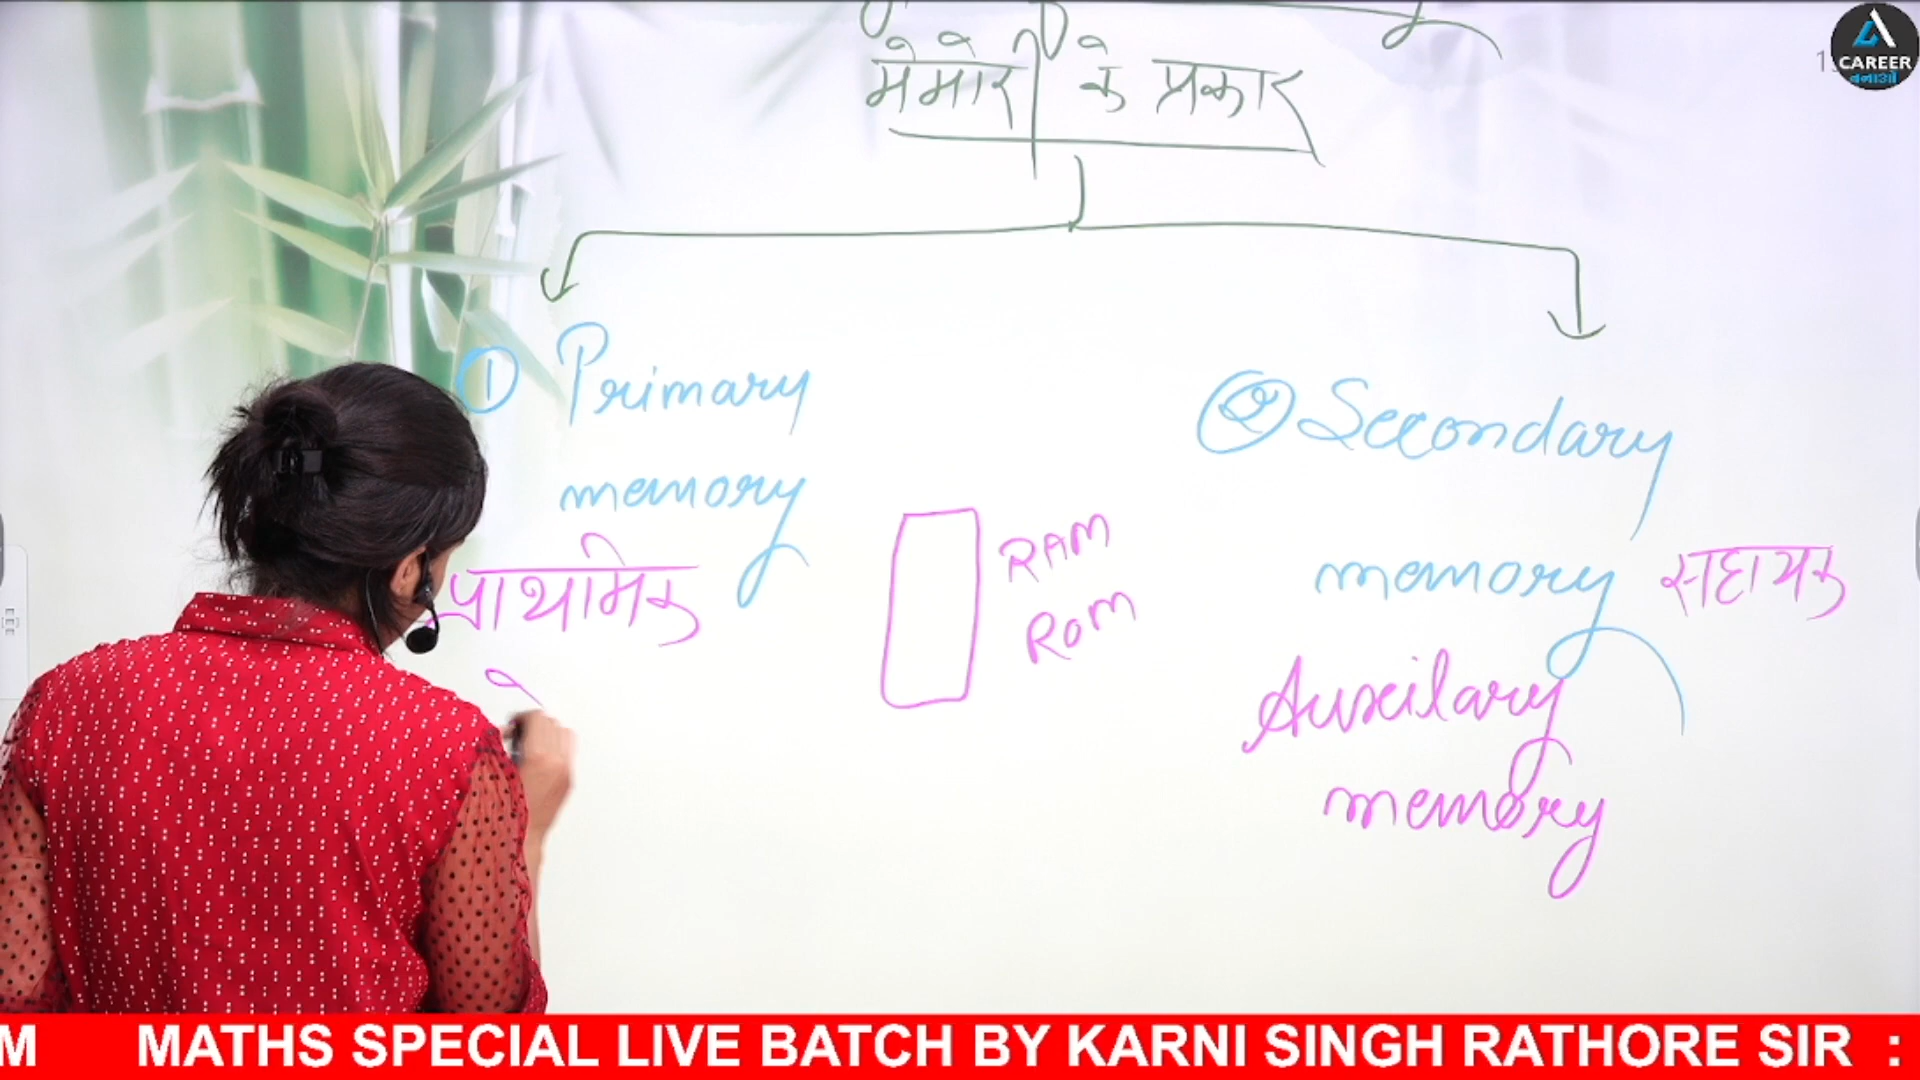 मेमोरी के प्रकार
① Primary
memory
प्राथमिक
RAM
ROM
② Secondary
memory सहायक
Auxilary
memory
CAREER
बनाओ
M MATHS SPECIAL LIVE BATCH BY KARNI SINGH RATHORE SIR :